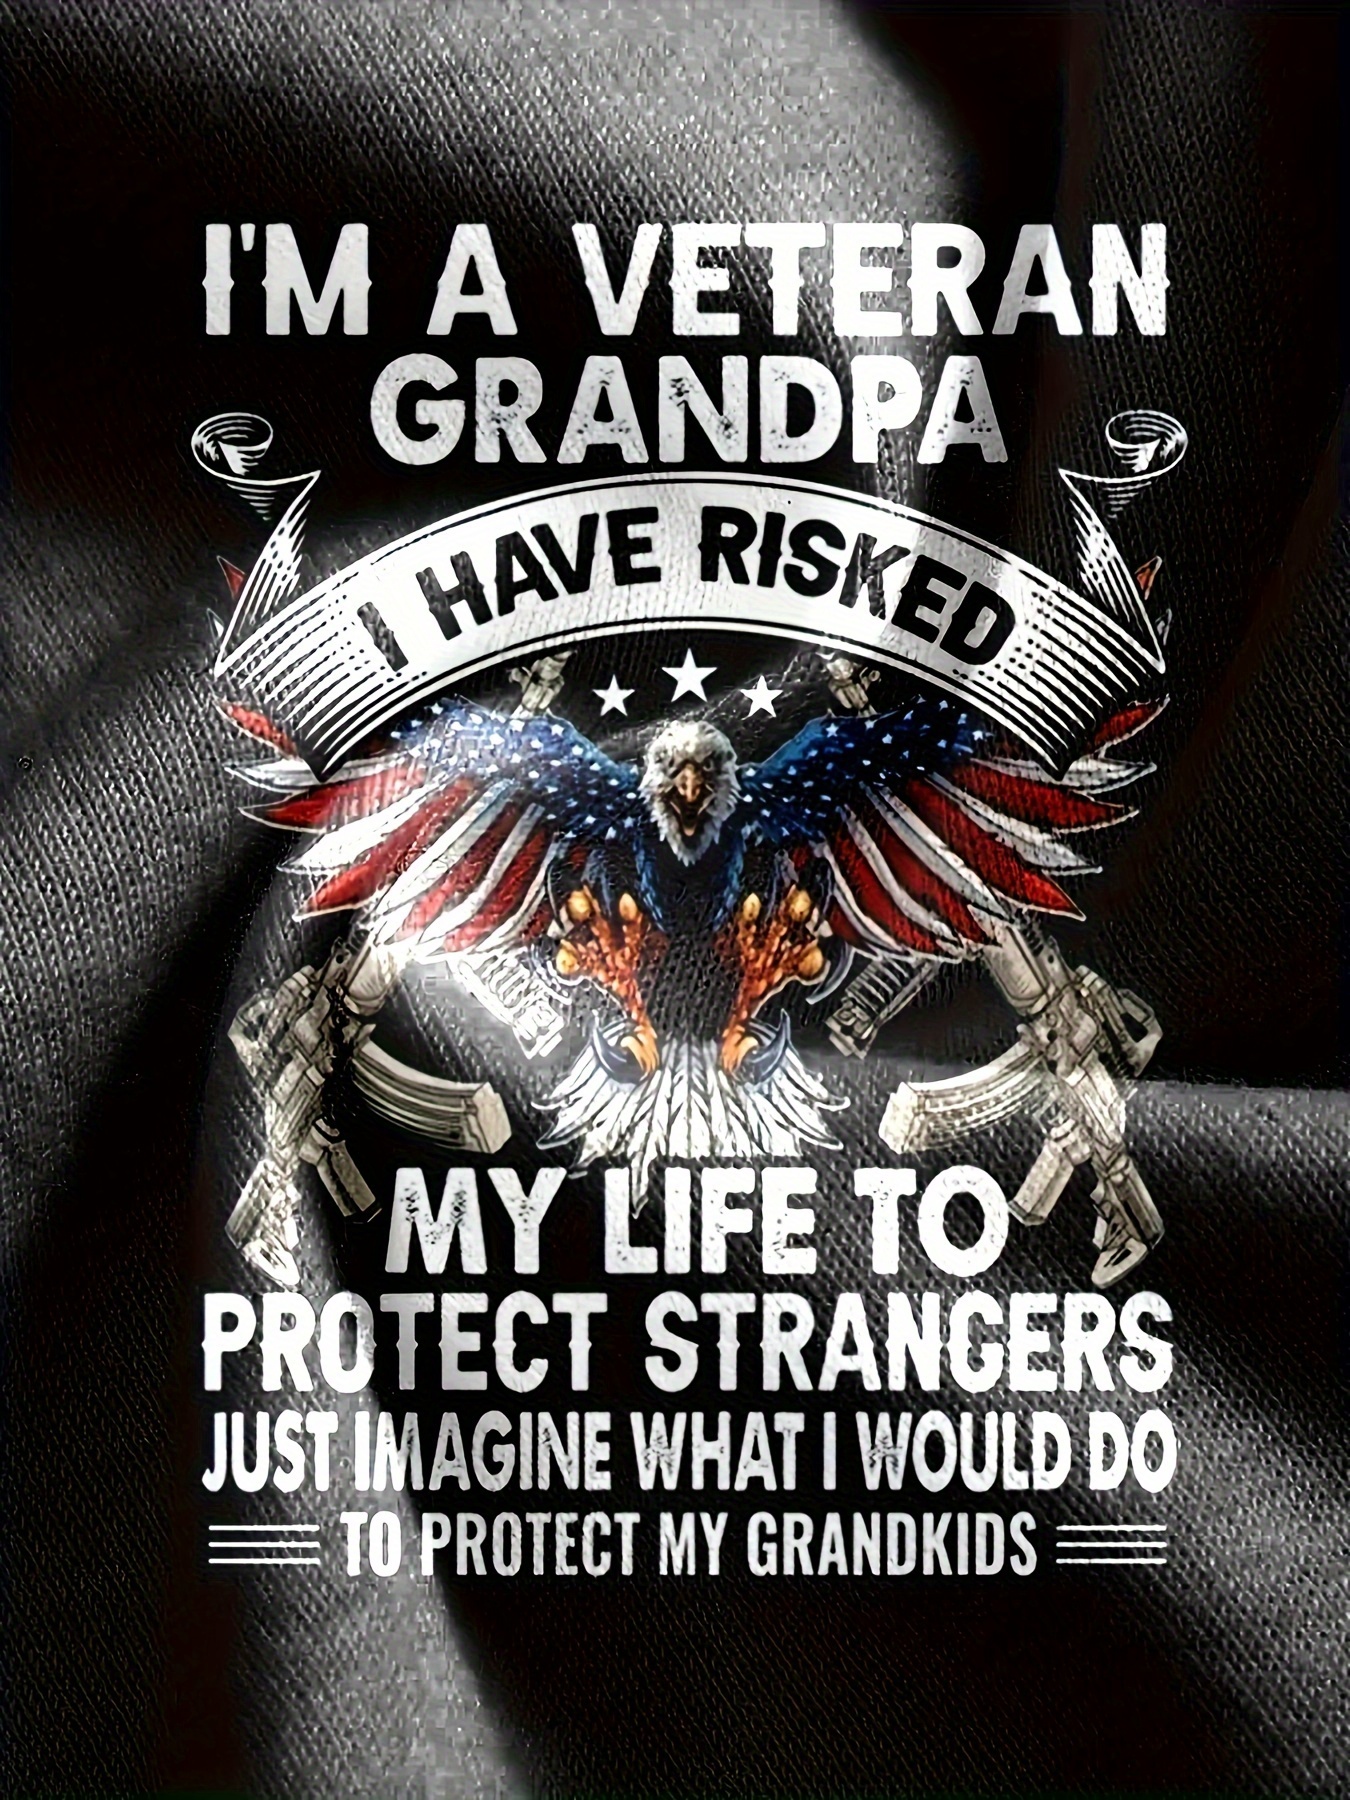 I'M A VETERAN
GRANDPA
I HAVE RISKED
MY LIFE TO
PROTECT STRANGERS
JUST IMAGINE WHAT I WOULD DO
TO PROTECT MY GRANDKIDS